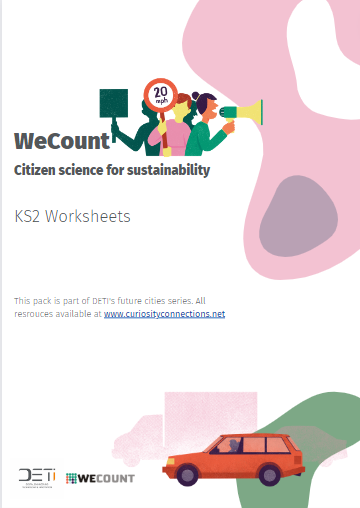 20
mph
WeCount
Citizen science for sustainability
KS2 Worksheets
This pack is part of DETI's future cities series. All
resrouces available at www.curiosityconnections.net
DETI
WECOUNT